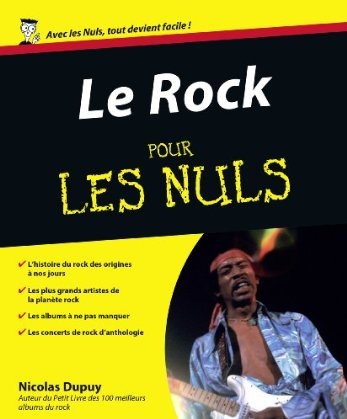 Avec les Nuls, tout devient facile !
Le Rock
POUR
LES NULS
✓ L'histoire du rock des origines
à nos jours
✓ Les plus grands artistes de
la planète rock
✓ Les albums à ne pas manquer
✓ Les concerts de rock d'anthologie
Nicolas Dupuy
Auteur du Petit Livre des 100 meilleurs
albums du rock